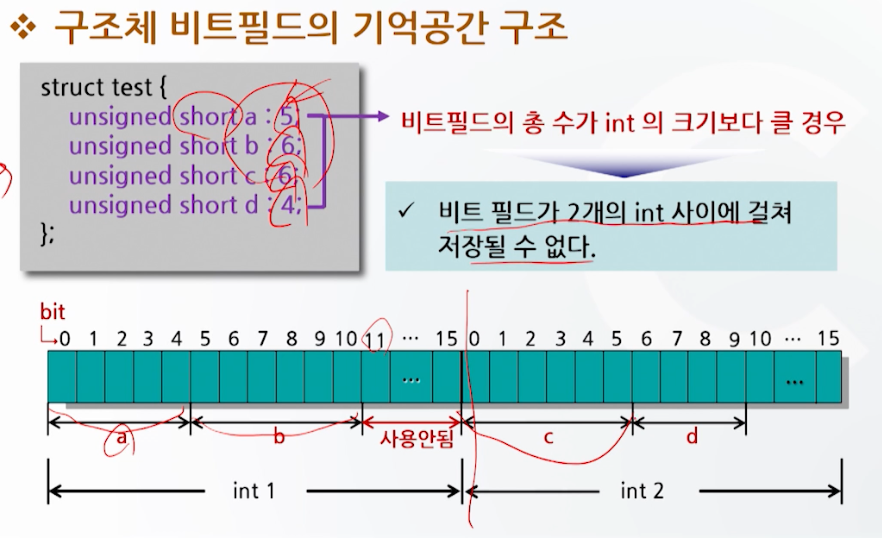 ❖ 구조체 비트필드의 기억공간 구조
struct test {
unsigned short a : 5;
unsigned short b : 6;
unsigned short c : 6;
unsigned short d : 4;
};
비트필드의 총 수가 int 의 크기보다 클 경우
✓ 비트 필드가 2개의 int 사이에 걸쳐
저장될 수 없다.
bit
0 1 2 3 4 5 6 7 8 9 10 11 ... 15 0 1 2 3 4 5 6 7 8 9 10 ... 15
... ...
a b 사용안됨 c d
int 1 int 2